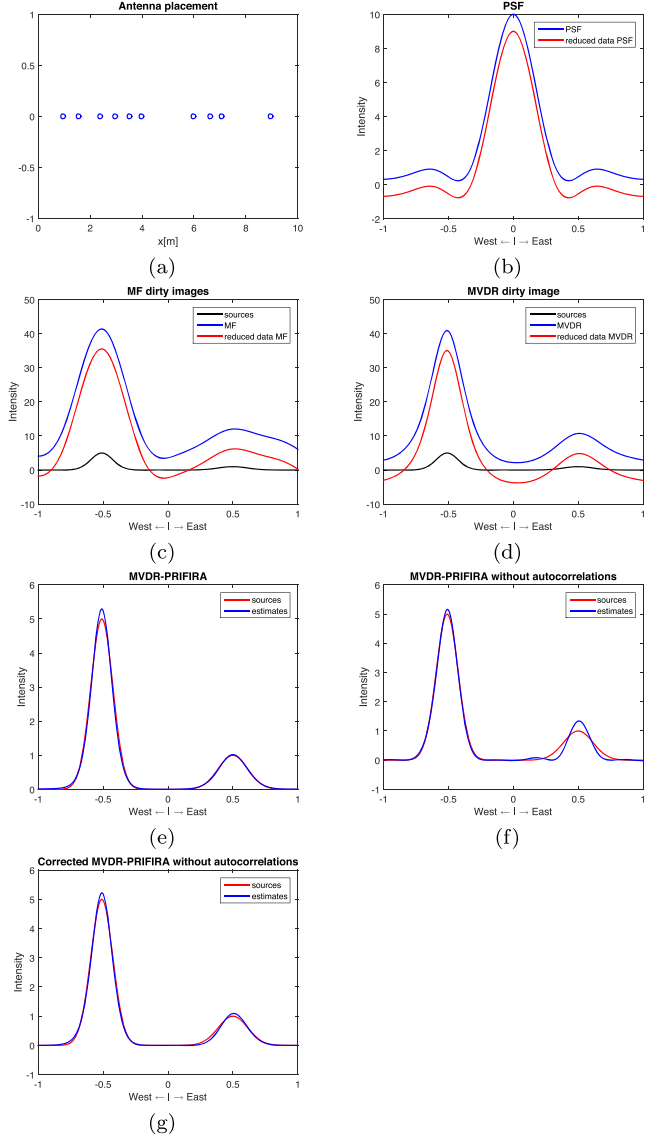 Antenna placement
1
0.5
0
-0.5
-1
0 2 4 6 8 10
x[m]
(a)
PSF
Intensity
10
8
6
4
2
0
-2
PSF
reduced data PSF
-1 -0.5 0 0.5 1
West ← l → East
(b)
MF dirty images
Intensity
50
40
30
20
10
0
-10
sources
MF
reduced data MF
-1 -0.5 0 0.5 1
West ← l → East
(c)
MVDR dirty image
Intensity
50
40
30
20
10
0
-10
sources
MVDR
reduced data MVDR
-1 -0.5 0 0.5 1
West ← l → East
(d)
MVDR-PRIFIRA
Intensity
6
5
4
3
2
1
0
sources
estimates
-1 -0.5 0 0.5 1
West ← l → East
(e)
MVDR-PRIFIRA without autocorrelations
Intensity
6
5
4
3
2
1
0
-1
sources
estimates
-1 -0.5 0 0.5 1
West ← l → East
(f)
Corrected MVDR-PRIFIRA without autocorrelations
Intensity
6
5
4
3
2
1
0
-1
sources
estimates
-1 -0.5 0 0.5 1
West ← l → East
(g)